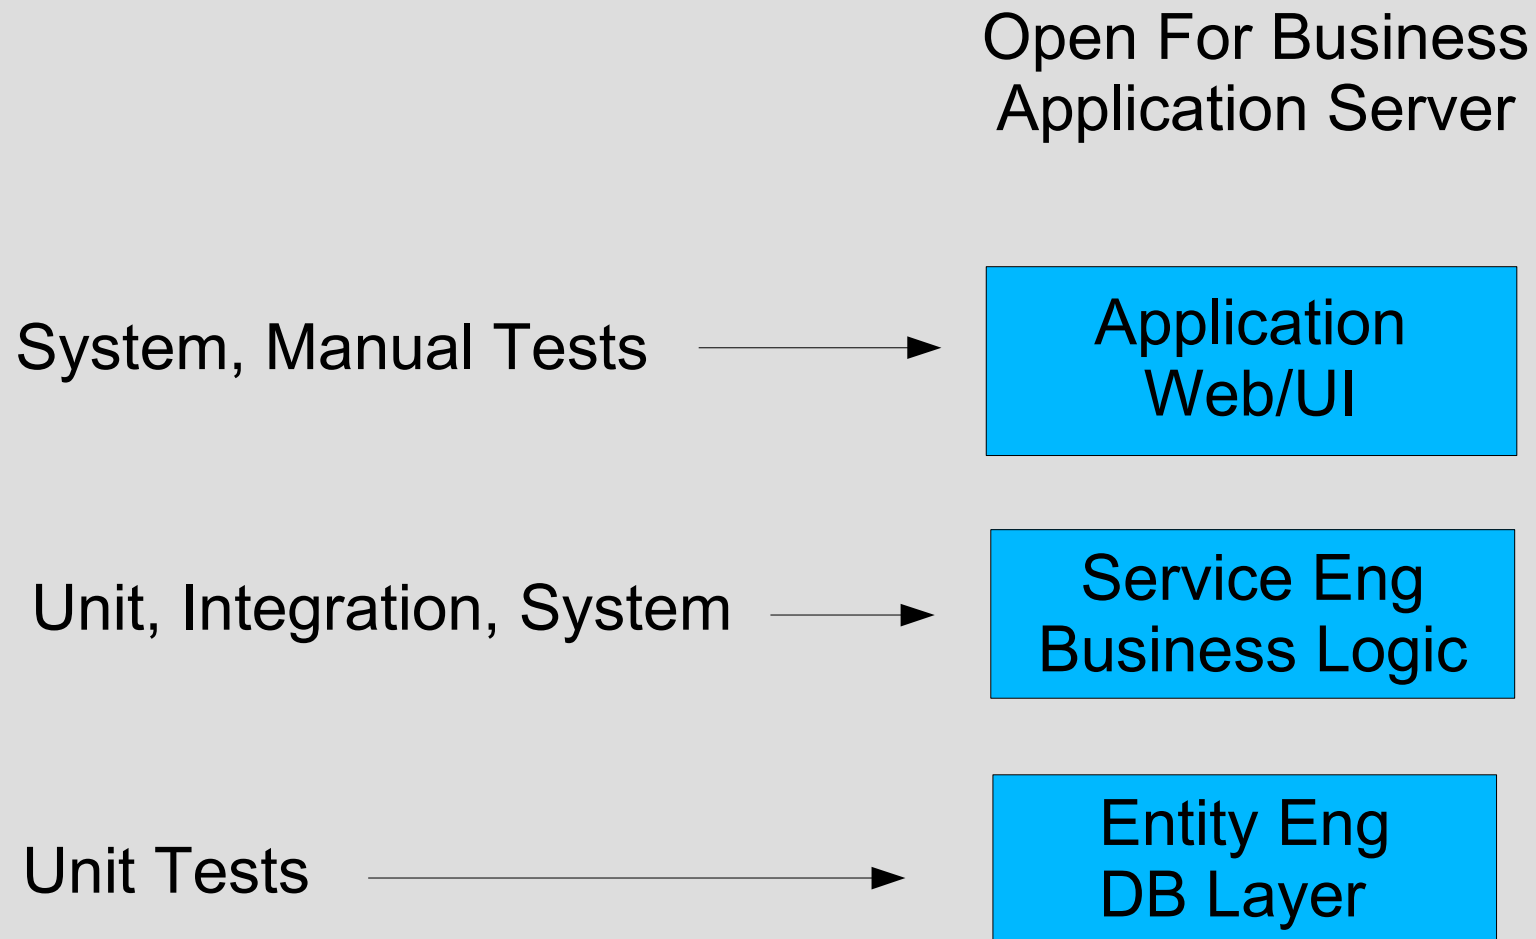 Open For Business
Application Server
System, Manual Tests
Application
Web/UI
Unit, Integration, System
Service Eng
Business Logic
Unit Tests
Entity Eng
DB Layer